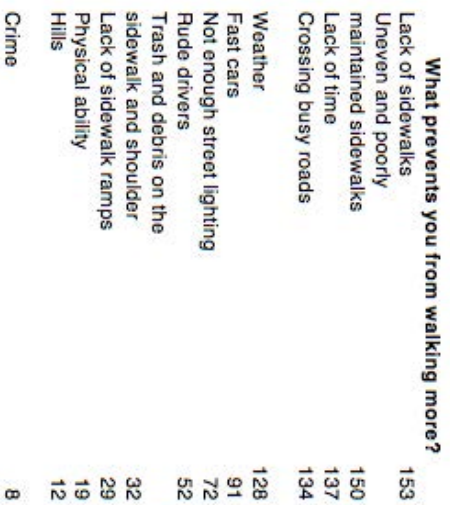 What prevents you from walking more?
Lack of sidewalks 153
Uneven and poorly
maintained sidewalks 150
Lack of time 137
Crossing busy roads 134
Weather 128
Fast cars 91
Not enough street lighting 72
Rude drivers 52
Trash and debris on the
sidewalk and shoulder 32
Lack of sidewalk ramps 29
Physical ability 19
Hills 12
Crime 8